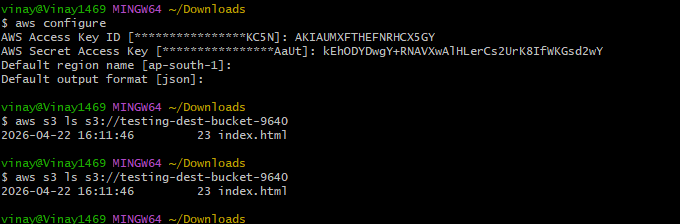 vinay@Vinay1469 MINGW64 ~/Downloads
$ aws configure
AWS Access Key ID [****************KC5N]: AKIAUMXFTHEFNRHCX5GY
AWS Secret Access Key [****************AaUt]: 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
Default region name [ap-south-1]:
Default output format [json]:
vinay@Vinay1469 MINGW64 ~/Downloads
$ aws s3 ls s3://testing-dest-bucket-9640
2026-04-22 16:11:46         23 index.html
vinay@Vinay1469 MINGW64 ~/Downloads
$ aws s3 ls s3://testing-dest-bucket-9640
2026-04-22 16:11:46         23 index.html
vinay@Vinay1469 MINGW64 ~/Downloads